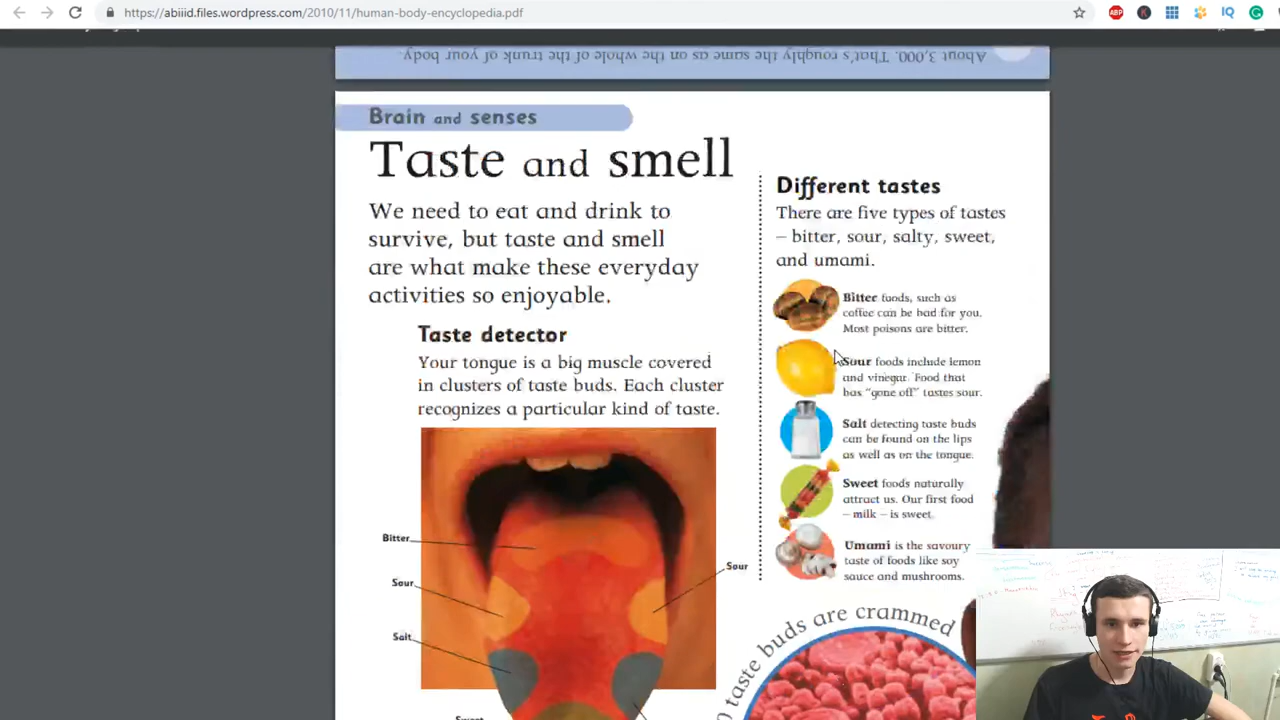 https://abiiid.files.wordpress.com/2010/11/human-body-encyclopedia.pdf
About 3,000. That's roughly the same as on the whole of the trunk of your body.
Brain and senses
Taste and smell
We need to eat and drink to
survive, but taste and smell
are what make these everyday
activities so enjoyable.
Taste detector
Your tongue is a big muscle covered
in clusters of taste buds. Each cluster
recognizes a particular kind of taste.
Bitter
Sour
Salt
Sweet
Sour
Different tastes
There are five types of tastes
– bitter, sour, salty, sweet,
and umami.
Bitter foods, such as
coffee can be bad for you.
Most poisons are bitter.
Sour foods include lemon
and vinegar. Food that
has "gone off" tastes sour.
Salt detecting taste buds
can be found on the lips
as well as on the tongue.
Sweet foods naturally
attract us. Our first food
– milk – is sweet.
Umami is the savoury
taste of foods like soy
sauce and mushrooms.
0 taste buds are crammed
ABP
K
IQ
G